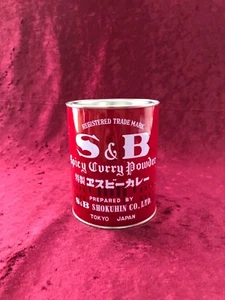 REGISTERED TRADE MARK
S&B
Spicy Curry Powder
特製ヱスビーカレー
PREPARED BY
S&B SHOKUHIN CO., LTD.
TOKYO JAPAN